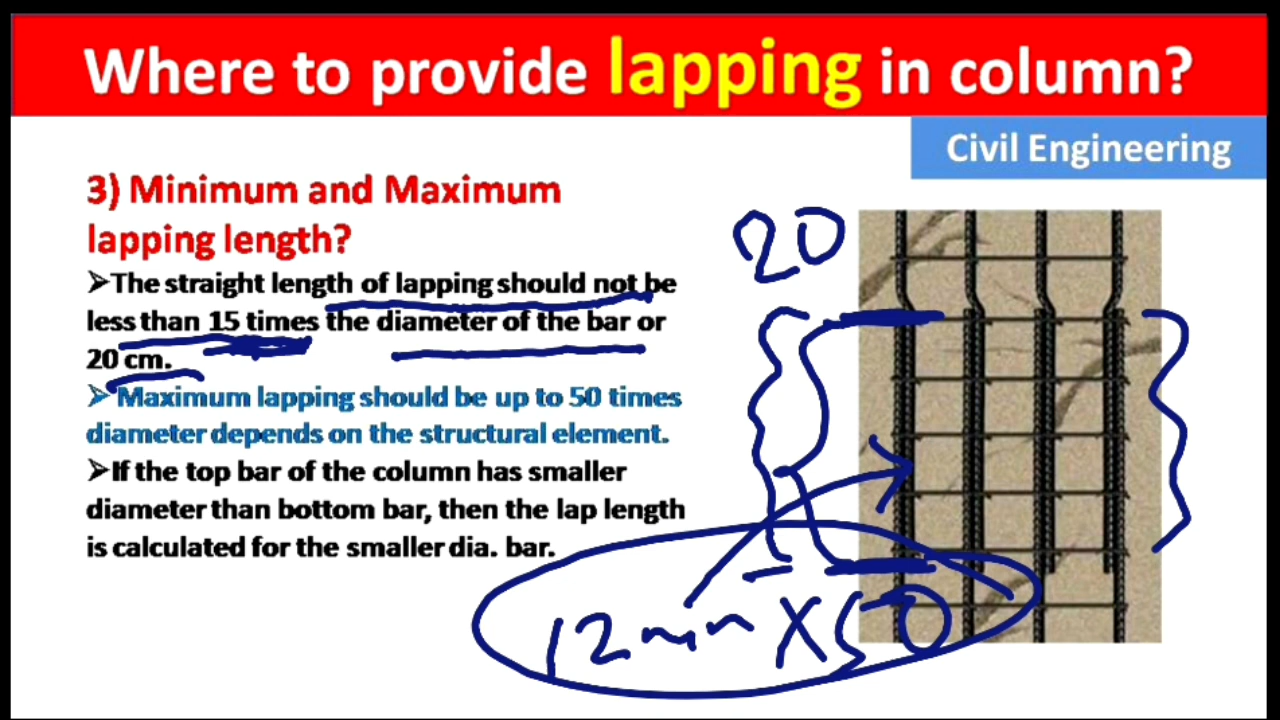 Where to provide lapping in column?
Civil Engineering
3) Minimum and Maximum
lapping length?
➢The straight length of lapping should not be
less than 15 times the diameter of the bar or
20 cm.
➢Maximum lapping should be up to 50 times
diameter depends on the structural element.
➢If the top bar of the column has smaller
diameter than bottom bar, then the lap length
is calculated for the smaller dia. bar.
20
12mm X50